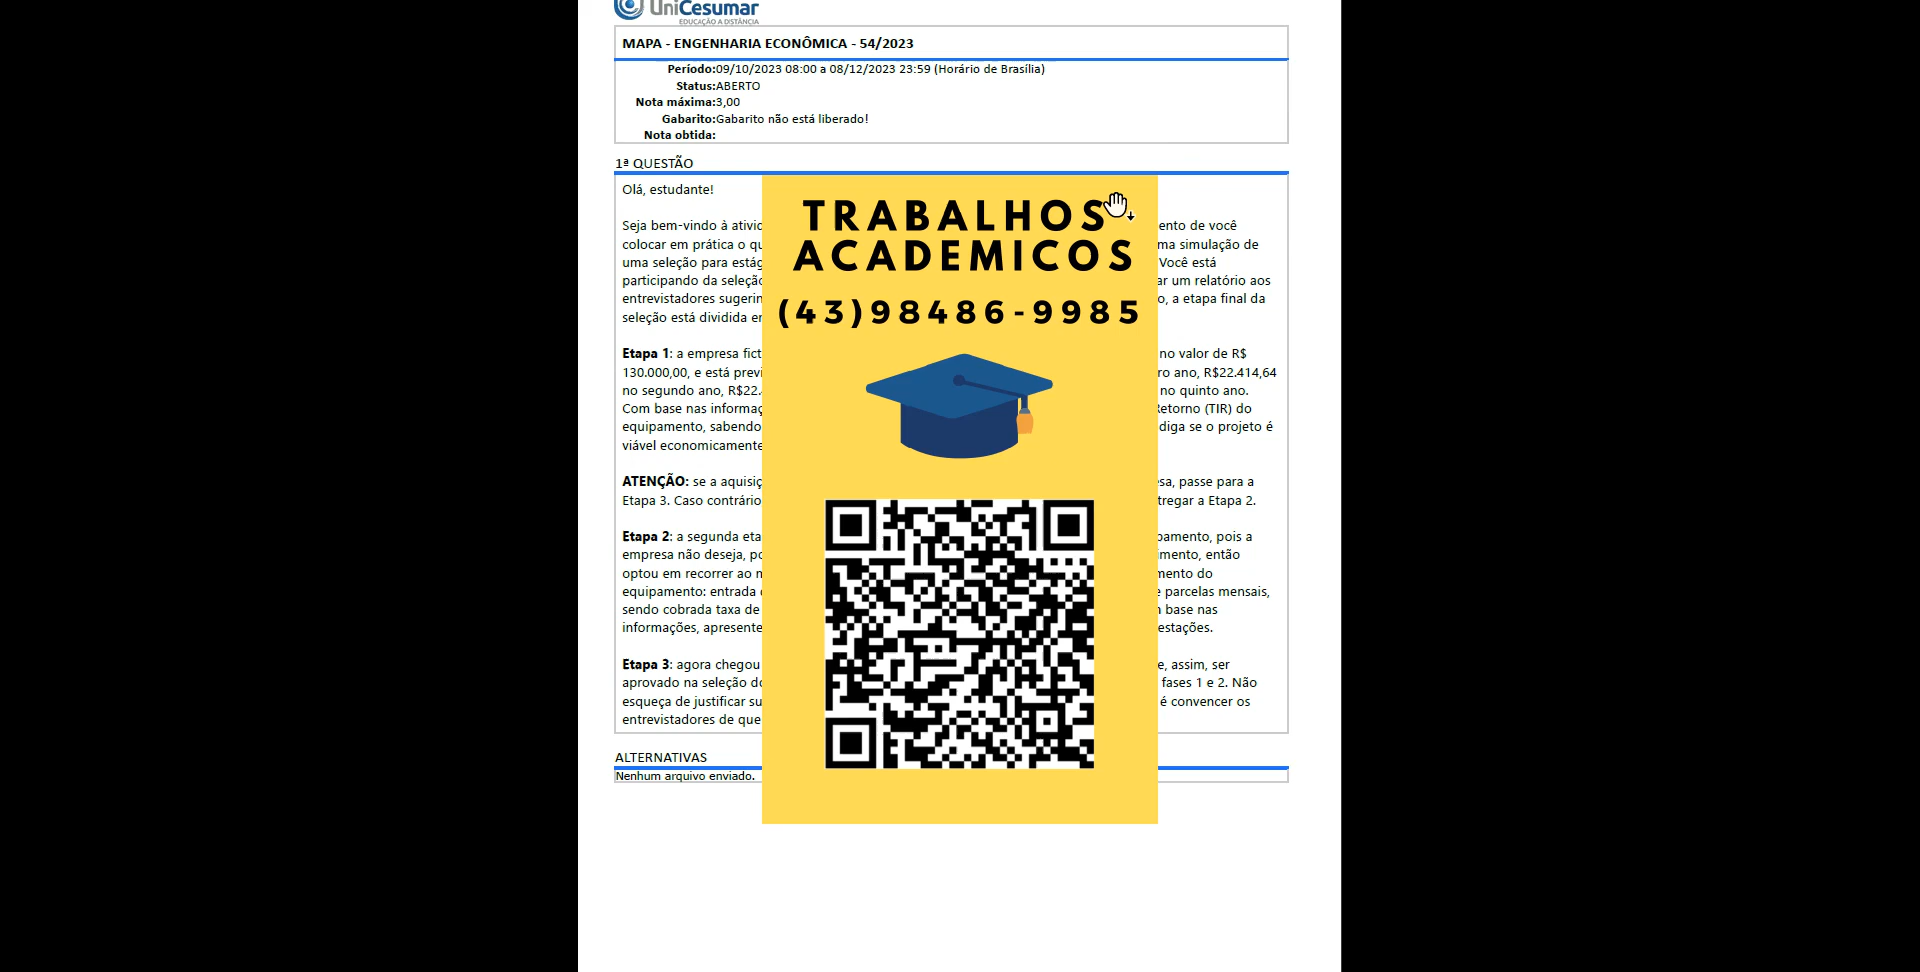 UniCesumar
EDUCAÇÃO A DISTÂNCIA
MAPA - ENGENHARIA ECONÔMICA - 54/2023
Período:09/10/2023 08:00 a 08/12/2023 23:59 (Horário de Brasília)
Status:ABERTO
Nota máxima:3,00
Gabarito:Gabarito não está liberado!
Nota obtida:
1ª QUESTÃO
Olá, estudante!
Seja bem-vindo à ativid
ento de você
colocar em prática o qu
ma simulação de
uma seleção para estág
Você está
participando da seleção
ar um relatório aos
entrevistadores sugerin
o, a etapa final da
seleção está dividida em
Etapa 1: a empresa fict
no valor de R$
130.000,00, e está previ
ro ano, R$22.414,64
no segundo ano, R$22.
no quinto ano.
Com base nas informaç
Retorno (TIR) do
equipamento, sabendo
diga se o projeto é
viável economicamente
ATENÇÃO: se a aquisiç
sa, passe para a
Etapa 3. Caso contrário
tregar a Etapa 2.
Etapa 2: a segunda eta
pamento, pois a
empresa não deseja, po
imento, então
optou em recorrer ao m
mento do
equipamento: entrada
e parcelas mensais,
sendo cobrada taxa de
base nas
informações, apresente
estações.
Etapa 3: agora chegou
e, assim, ser
aprovado na seleção do
fases 1 e 2. Não
esqueça de justificar su
é convencer os
entrevistadores de que
TRABALHOS
ACADEMICOS
(43)98486-9985
ALTERNATIVAS
Nenhum arquivo enviado.